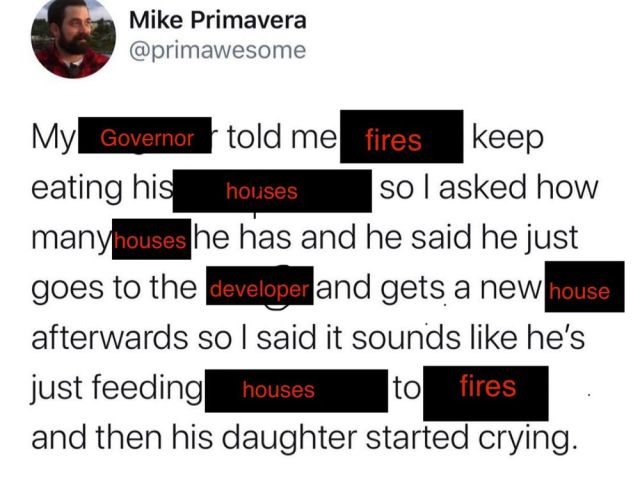 Mike Primavera
@primawesome
My Governor r told me fires keep
eating his houses so I asked how
many houses he has and he said he just
goes to the developer and gets a new house
afterwards so I said it sounds like he's
just feeding houses to fires
and then his daughter started crying.